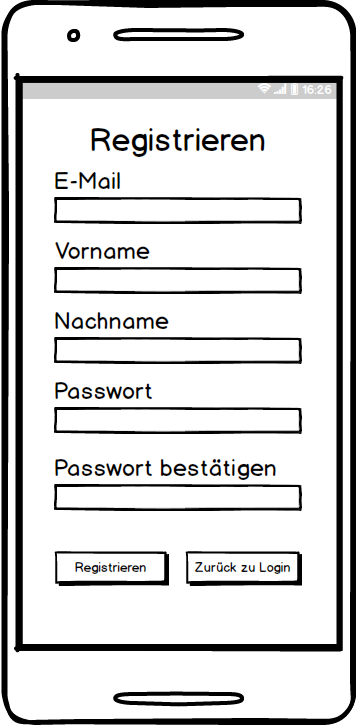 16:26
Registrieren
E-Mail
Vorname
Nachname
Passwort
Passwort bestätigen
Registrieren
Zurück zu Login